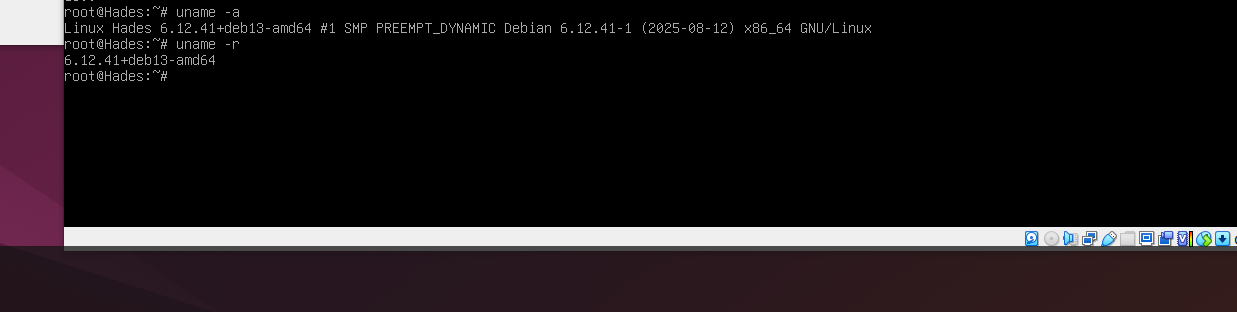 root@Hades:~# uname -a
Linux Hades 6.12.41+deb13-amd64 #1 SMP PREEMPT_DYNAMIC Debian 6.12.41-1 (2025-08-12) x86_64 GNU/Linux
root@Hades:~# uname -r
6.12.41+deb13-amd64
root@Hades:~#